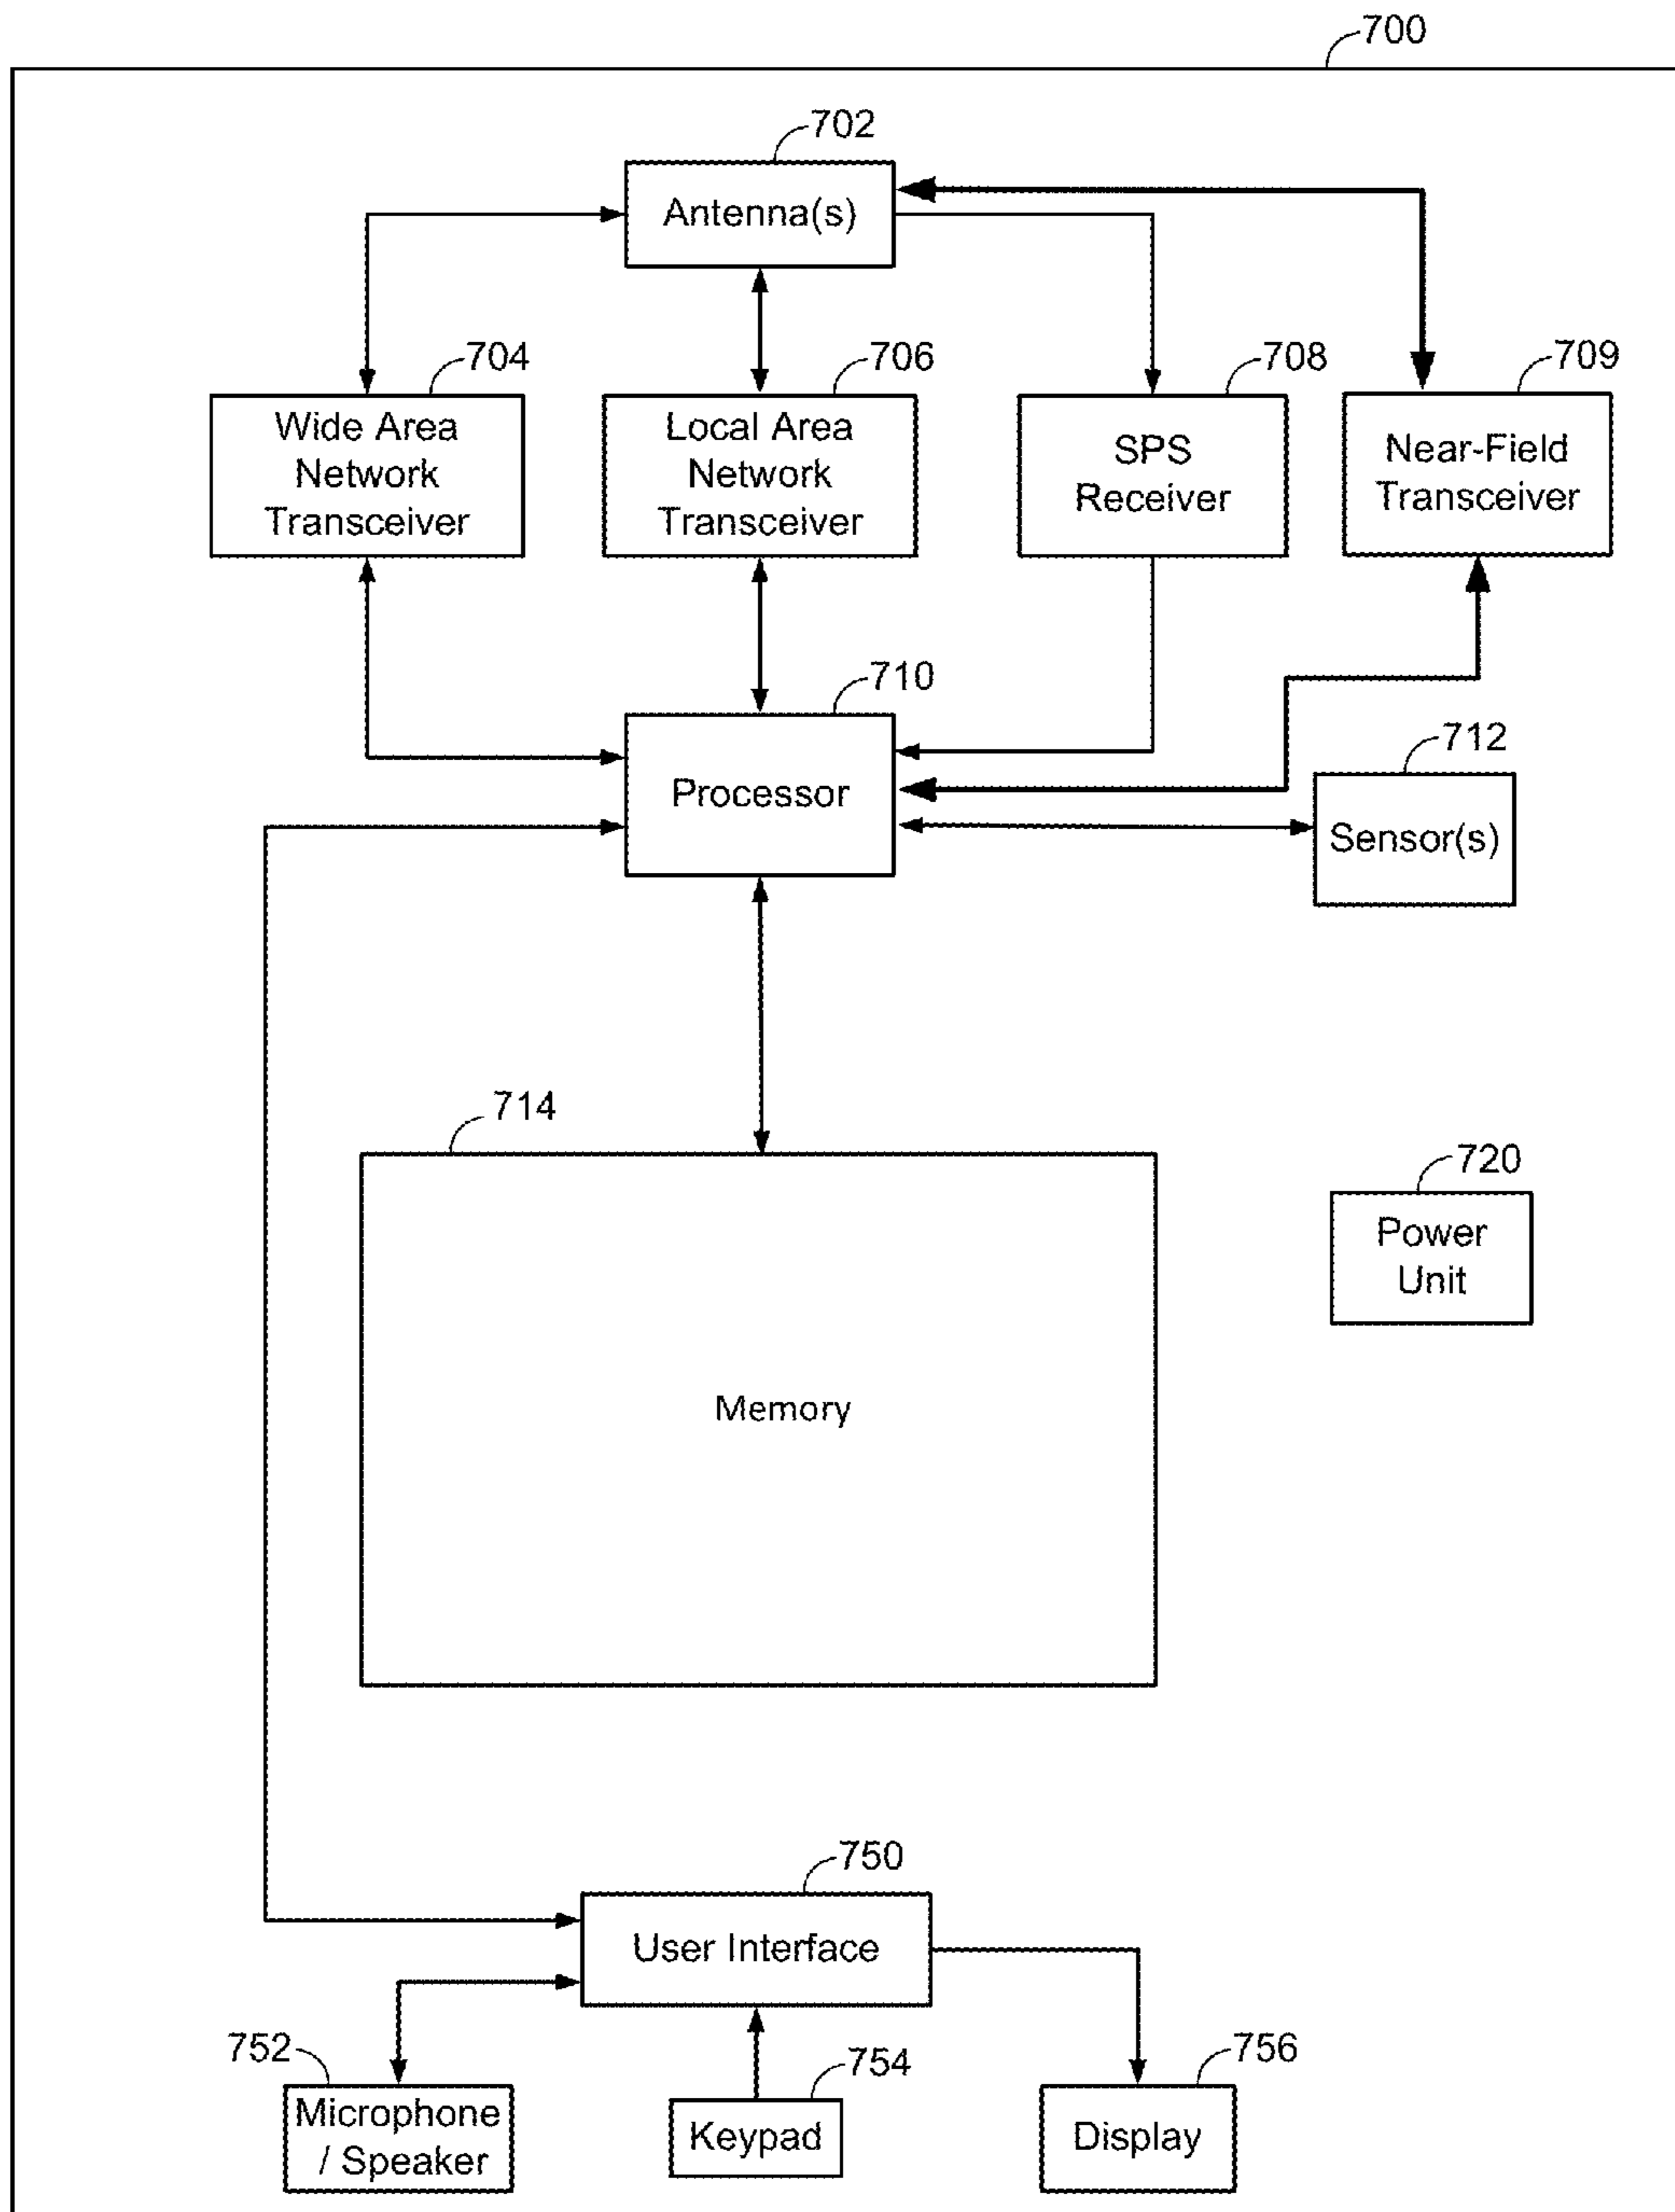 700
702
Antenna(s)
704
706
708
709
Wide Area
Network
Transceiver
Local Area
Network
Transceiver
SPS
Receiver
Near-Field
Transceiver
710
Processor
712
Sensor(s)
714
Memory
720
Power
Unit
750
User Interface
752
754
756
Microphone
/ Speaker
Keypad
Display